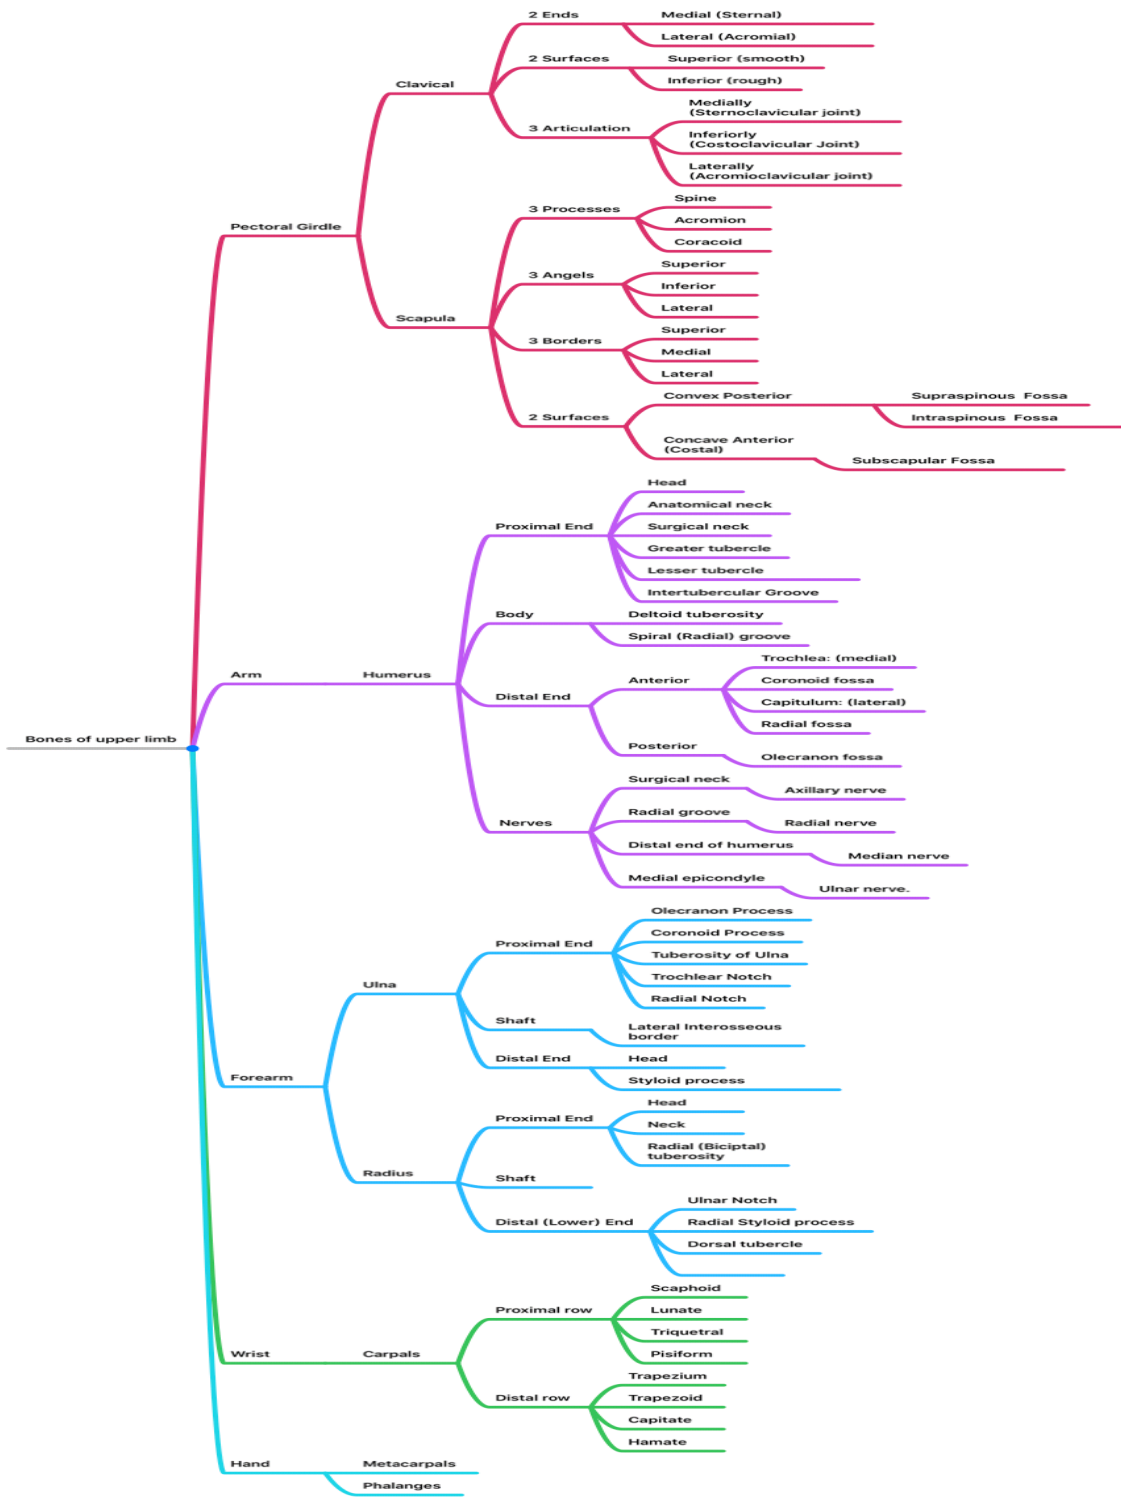 Bones of upper limb
Pectoral Girdle
Clavical
2 Ends
Medial (Sternal)
Lateral (Acromial)
2 Surfaces
Superior (smooth)
Inferior (rough)
3 Articulation
Medially
(Sternoclavicular joint)
Inferiorly
(Costoclavicular Joint)
Laterally
(Acromioclavicular joint)
Scapula
3 Processes
Spine
Acromion
Coracoid
3 Angels
Superior
Inferior
Lateral
3 Borders
Superior
Medial
Lateral
2 Surfaces
Convex Posterior
Supraspinous Fossa
Intraspinous Fossa
Concave Anterior
(Costal)
Subscapular Fossa
Arm
Humerus
Proximal End
Head
Anatomical neck
Surgical neck
Greater tubercle
Lesser tubercle
Intertubercular Groove
Body
Deltoid tuberosity
Spiral (Radial) groove
Distal End
Anterior
Trochlea: (medial)
Coronoid fossa
Capitulum: (lateral)
Radial fossa
Posterior
Olecranon fossa
Nerves
Surgical neck
Axillary nerve
Radial groove
Radial nerve
Distal end of humerus
Median nerve
Medial epicondyle
Ulnar nerve.
Forearm
Ulna
Proximal End
Olecranon Process
Coronoid Process
Tuberosity of Ulna
Trochlear Notch
Radial Notch
Shaft
Lateral Interosseous
border
Distal End
Head
Styloid process
Radius
Proximal End
Head
Neck
Radial (Biciptal)
tuberosity
Shaft
Distal (Lower) End
Ulnar Notch
Radial Styloid process
Dorsal tubercle
Wrist
Carpals
Proximal row
Scaphoid
Lunate
Triquetral
Pisiform
Distal row
Trapezium
Trapezoid
Capitate
Hamate
Hand
Metacarpals
Phalanges